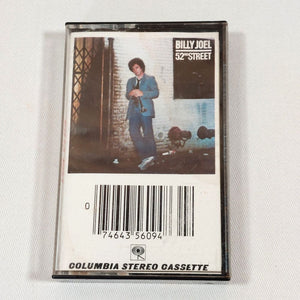 BILLY JOEL
52ND STREET
0
74643 56094
COLUMBIA STEREO CASSETTE